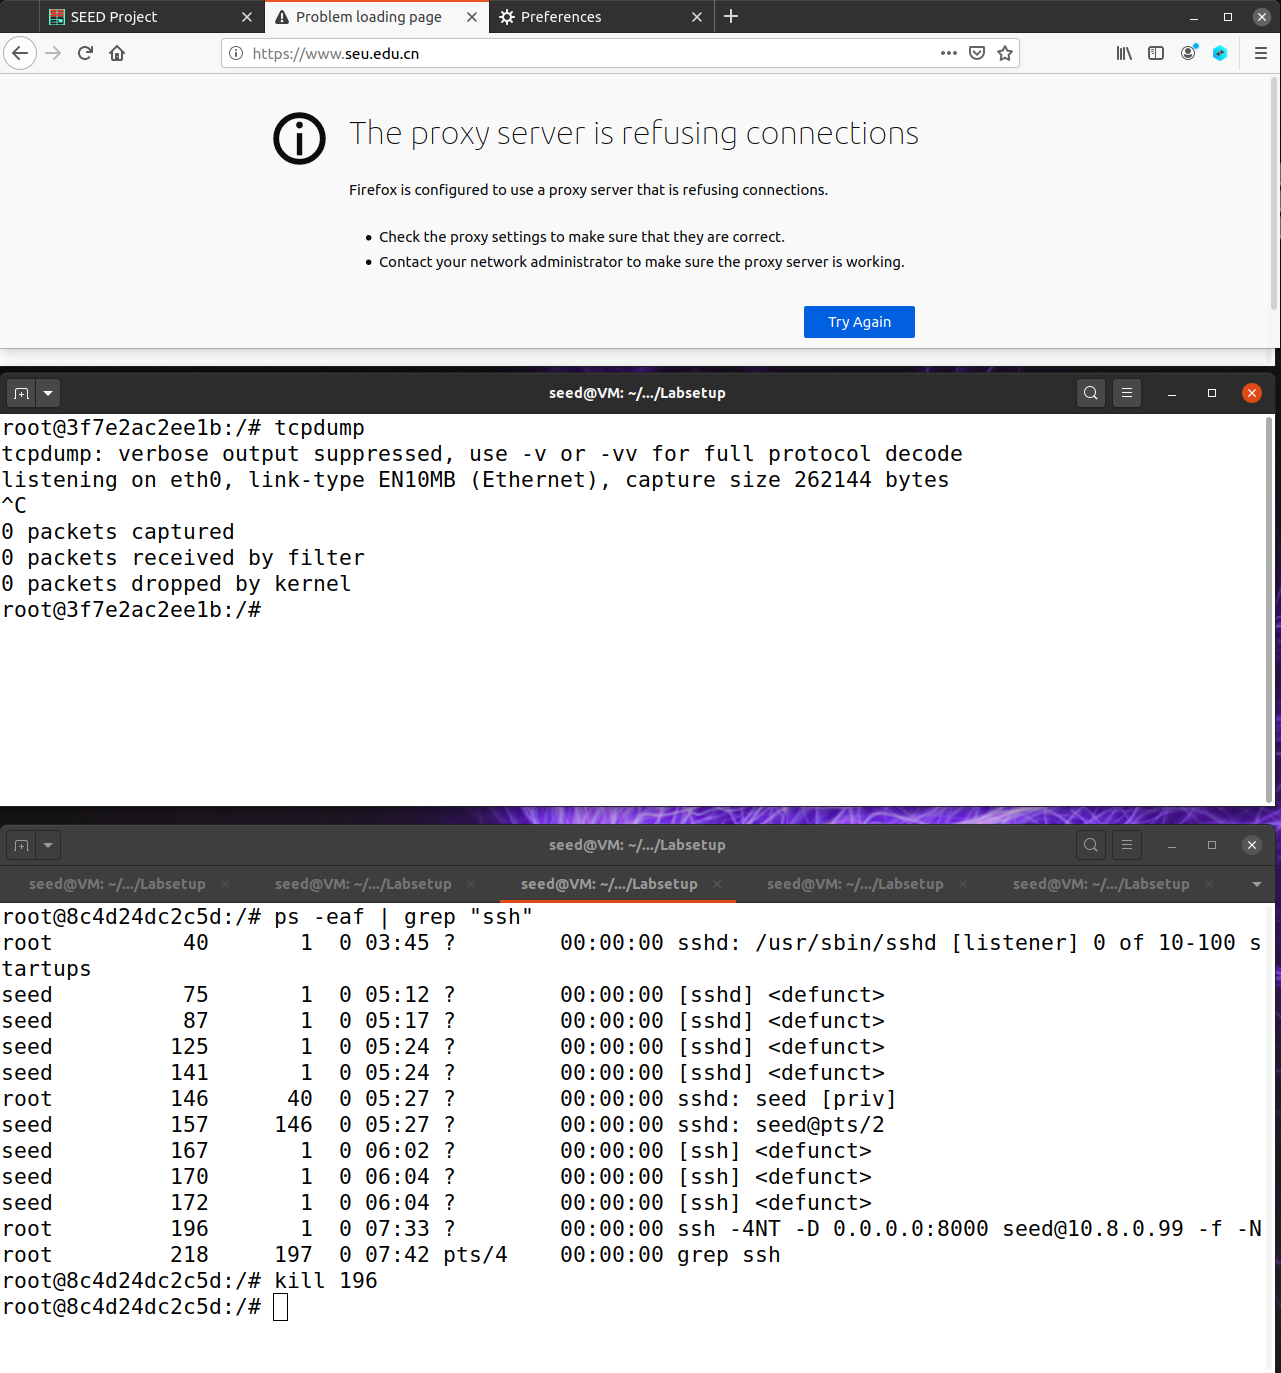 SEED Project
Problem loading page
Preferences
https://www.seu.edu.cn
The proxy server is refusing connections
Firefox is configured to use a proxy server that is refusing connections.
• Check the proxy settings to make sure that they are correct.
• Contact your network administrator to make sure the proxy server is working.
Try Again
seed@VM: ~/.../Labsetup
root@3f7e2ac2ee1b:/# tcpdump
tcpdump: verbose output suppressed, use -v or -vv for full protocol decode
listening on eth0, link-type EN10MB (Ethernet), capture size 262144 bytes
^C
0 packets captured
0 packets received by filter
0 packets dropped by kernel
root@3f7e2ac2ee1b:/#
seed@VM: ~/.../Labsetup
seed@VM: ~/.../Labsetup seed@VM: ~/.../Labsetup seed@VM: ~/.../Labsetup seed@VM: ~/.../Labsetup seed@VM: ~/.../Labsetup
root@8c4d24dc2c5d:/# ps -eaf | grep "ssh"
root          40       1  0 03:45 ?        00:00:00 sshd: /usr/sbin/sshd [listener] 0 of 10-100 s
tartups
seed          75       1  0 05:12 ?        00:00:00 [sshd] <defunct>
seed          87       1  0 05:17 ?        00:00:00 [sshd] <defunct>
seed         125       1  0 05:24 ?        00:00:00 [sshd] <defunct>
seed         141       1  0 05:24 ?        00:00:00 [sshd] <defunct>
root         146      40  0 05:27 ?        00:00:00 sshd: seed [priv]
seed         157     146  0 05:27 ?        00:00:00 sshd: seed@pts/2
seed         167       1  0 06:02 ?        00:00:00 [ssh] <defunct>
seed         170       1  0 06:04 ?        00:00:00 [ssh] <defunct>
seed         172       1  0 06:04 ?        00:00:00 [ssh] <defunct>
root         196       1  0 07:33 ?        00:00:00 ssh -4NT -D 0.0.0.0:8000 seed@10.8.0.99 -f -N
root         218     197  0 07:42 pts/4    00:00:00 grep ssh
root@8c4d24dc2c5d:/# kill 196
root@8c4d24dc2c5d:/#